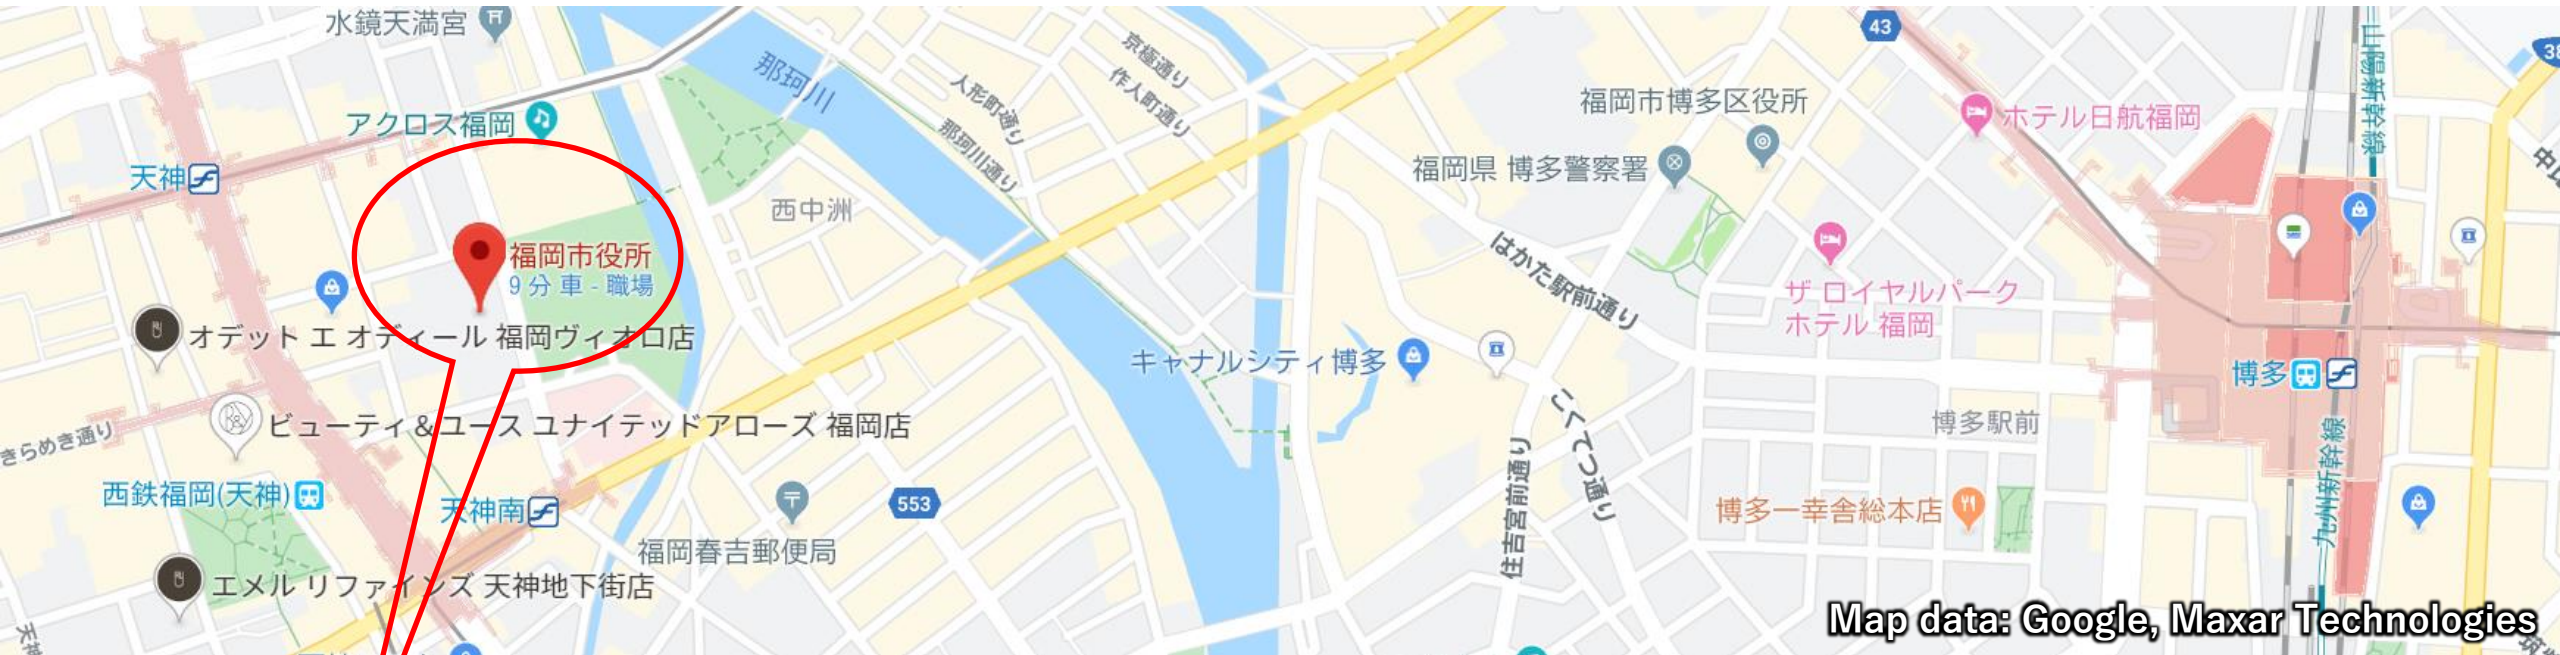 水鏡天満宮
那珂川
京極通り
作人町通り
人形町通り
那珂川通り
43
山陽新幹線
38
アクロス福岡
福岡市博多区役所
ホテル日航福岡
福岡県 博多警察署
天神
西中洲
福岡市役所
9 分 車 - 職場
はかた駅前通り
ザ ロイヤルパーク
ホテル 福岡
オデット エ オディール 福岡ヴィオロ店
キャナルシティ博多
博多
ビューティ&ユース ユナイテッドアローズ 福岡店
きらめき通り
こくてつ通り
博多駅前
九州新幹線
西鉄福岡(天神)
天神南
553
住吉宮前通り
博多一幸舎総本店
福岡春吉郵便局
エメル リファインズ 天神地下街店
Map data: Google, Maxar Technologies